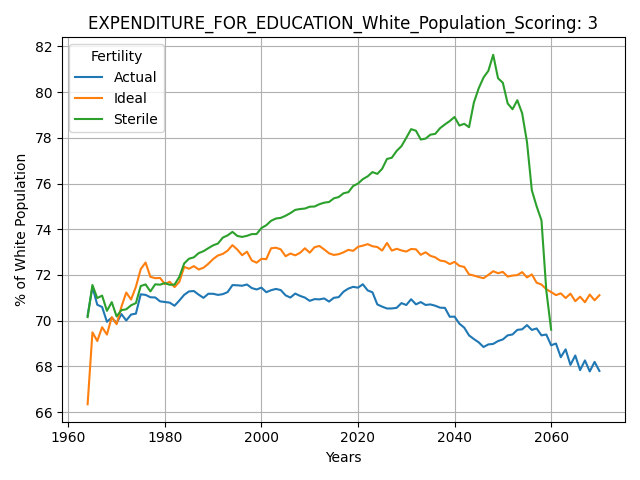 EXPENDITURE_FOR_EDUCATION_White_Population_Scoring: 3
Fertility
Actual
Ideal
Sterile
% of White Population
82
80
78
76
74
72
70
68
66
1960
1980
2000
2020
2040
2060
Years